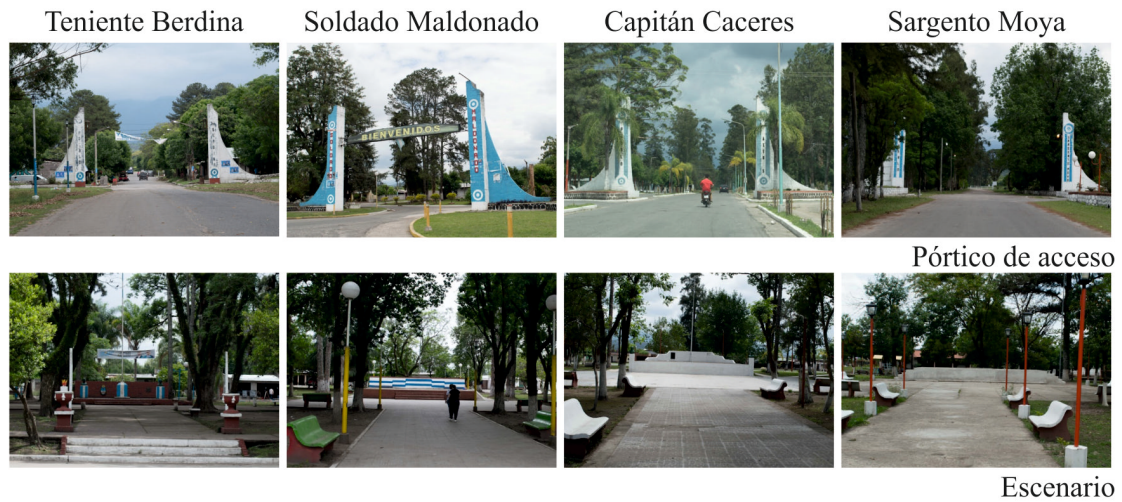 Teniente Berdina
Soldado Maldonado
Capitán Caceres
Sargento Moya
BIENVENIDOS
Pórtico de acceso
Escenario